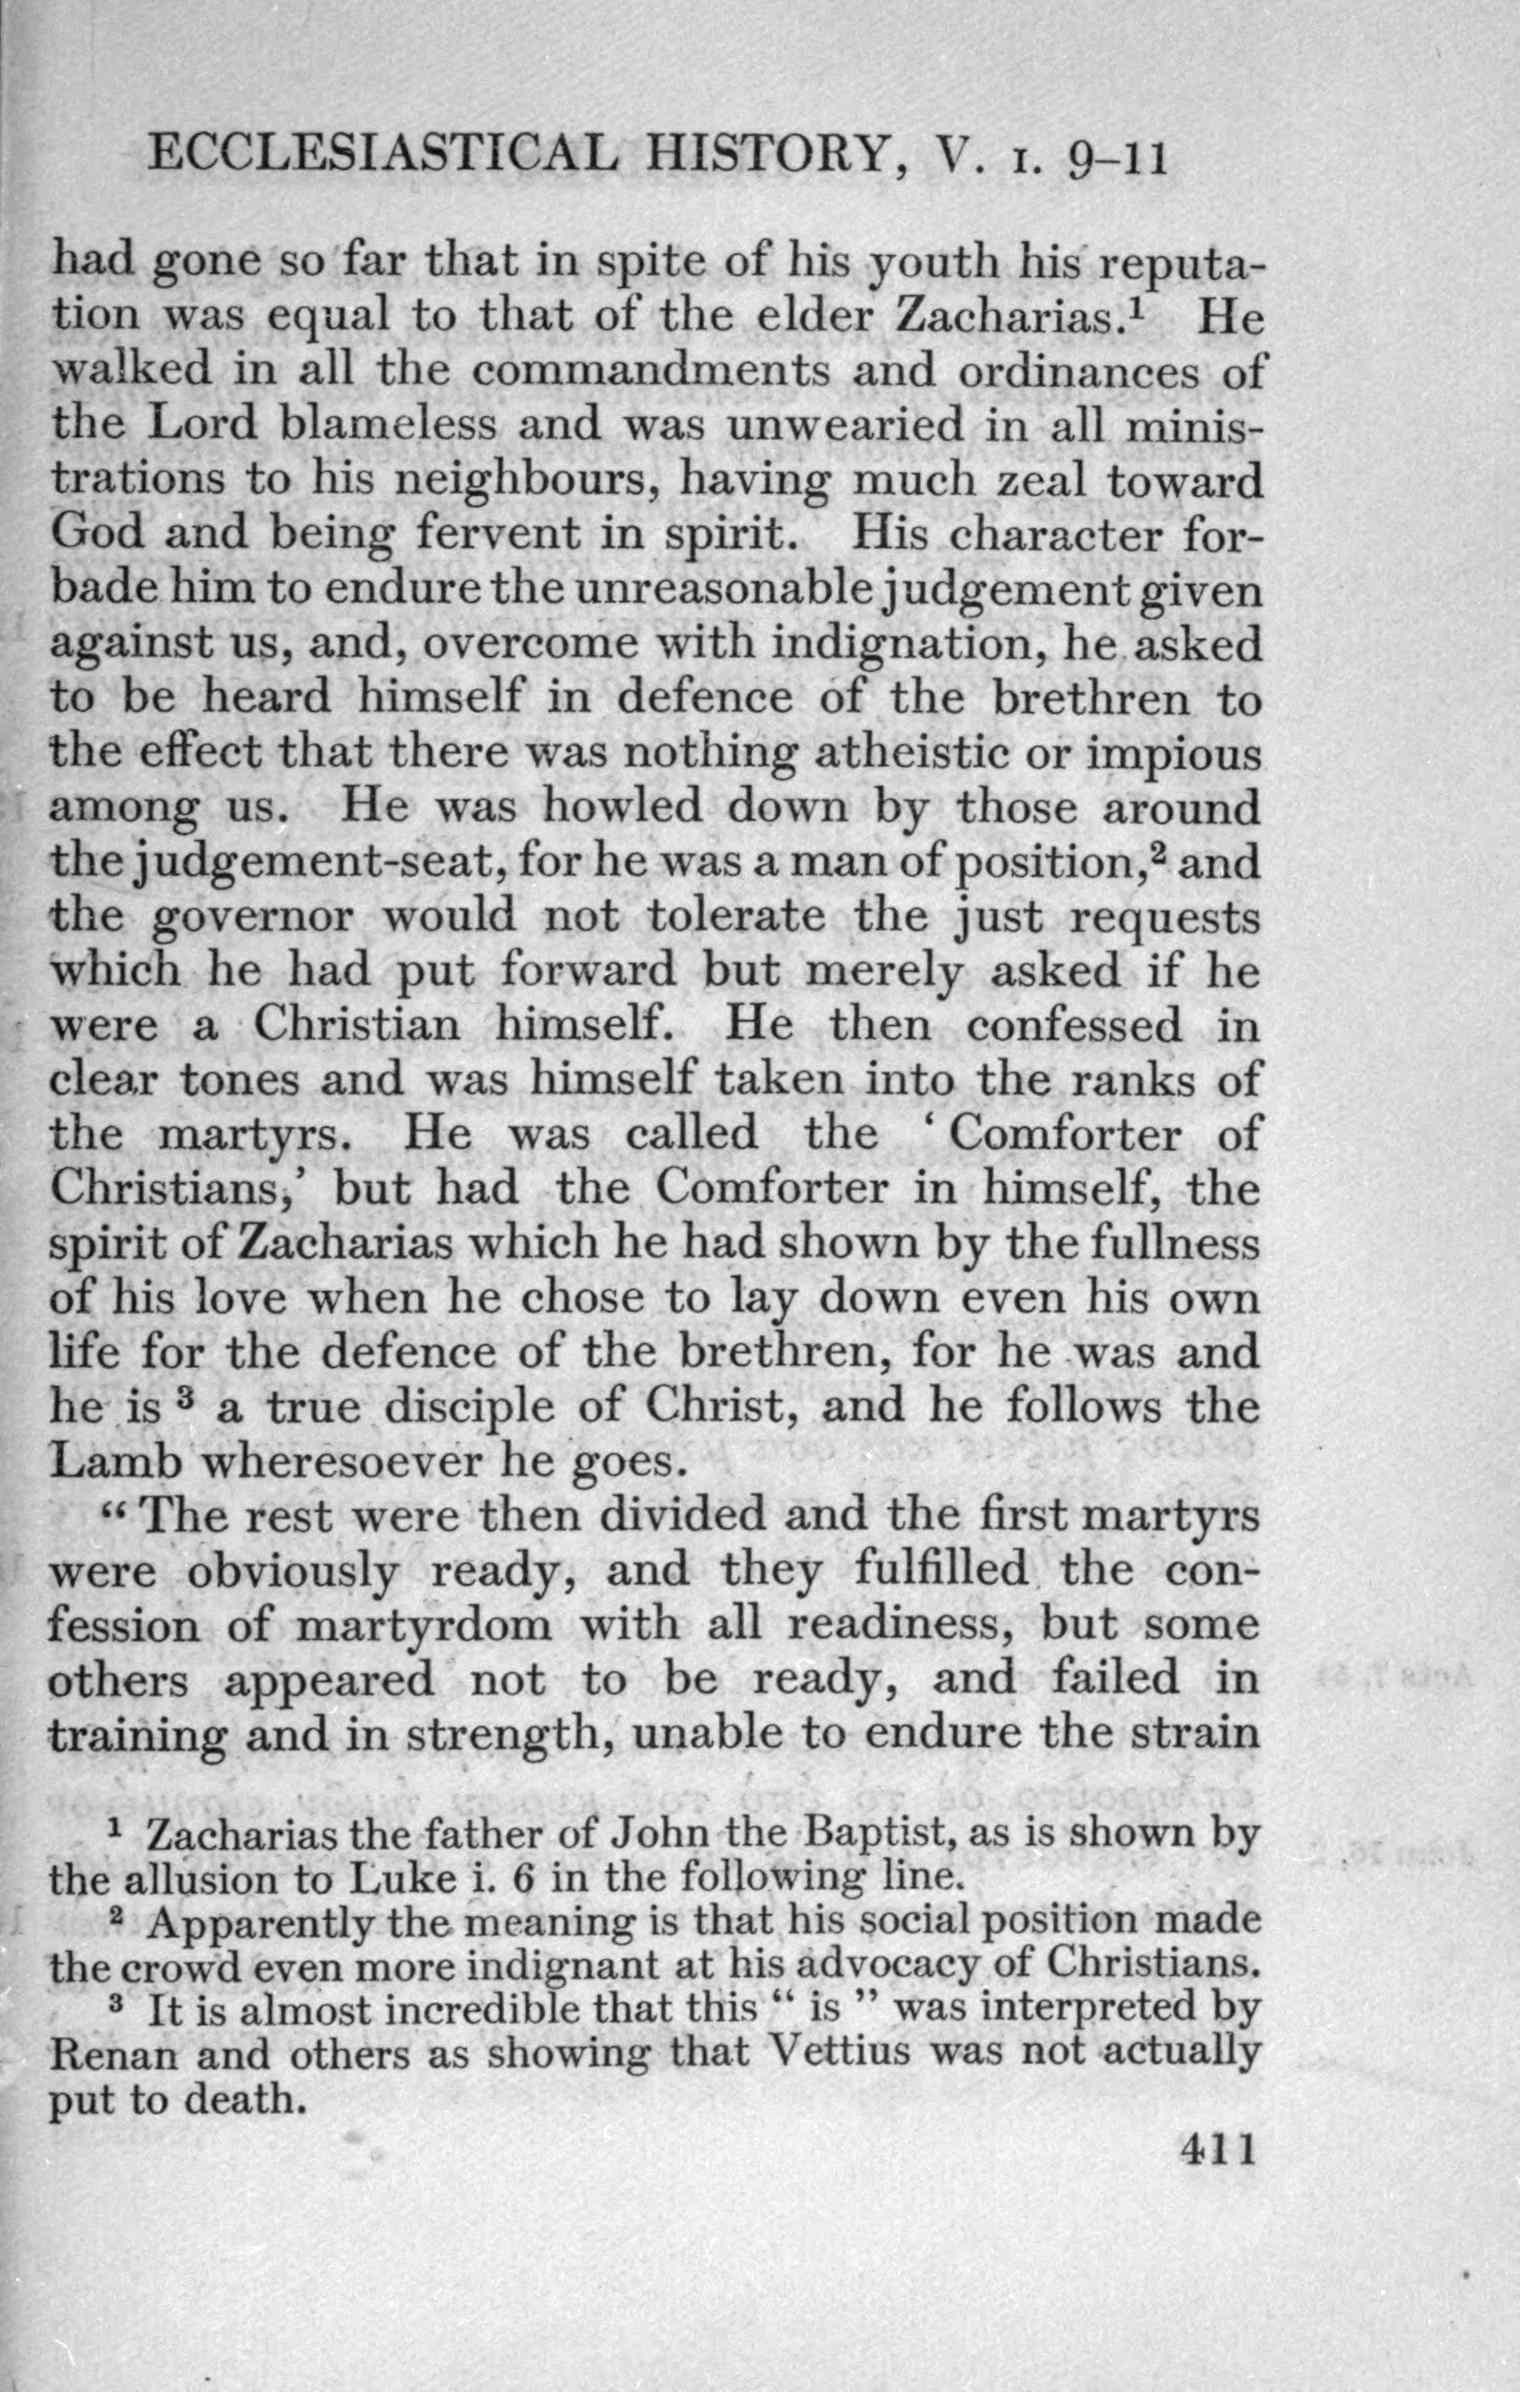 ECCLESIASTICAL HISTORY, V. I. 9–11
had gone so far that in spite of his youth his reputa-
tion was equal to that of the elder Zacharias.¹ He
walked in all the commandments and ordinances of
the Lord blameless and was unwearied in all minis-
trations to his neighbours, having much zeal toward
God and being fervent in spirit. His character for-
bade him to endure the unreasonable judgement given
against us, and, overcome with indignation, he asked
to be heard himself in defence of the brethren to
the effect that there was nothing atheistic or impious
among us. He was howled down by those around
the judgement-seat, for he was a man of position,² and
the governor would not tolerate the just requests
which he had put forward but merely asked if he
were a Christian himself. He then confessed in
clear tones and was himself taken into the ranks of
the martyrs. He was called the ‘ Comforter of
Christians,’ but had the Comforter in himself, the
spirit of Zacharias which he had shown by the fullness
of his love when he chose to lay down even his own
life for the defence of the brethren, for he was and
he is ³ a true disciple of Christ, and he follows the
Lamb wheresoever he goes.
“ The rest were then divided and the first martyrs
were obviously ready, and they fulfilled the con-
fession of martyrdom with all readiness, but some
others appeared not to be ready, and failed in
training and in strength, unable to endure the strain
¹ Zacharias the father of John the Baptist, as is shown by
the allusion to Luke i. 6 in the following line.
² Apparently the meaning is that his social position made
the crowd even more indignant at his advocacy of Christians.
³ It is almost incredible that this “ is ” was interpreted by
Renan and others as showing that Vettius was not actually
put to death.
411